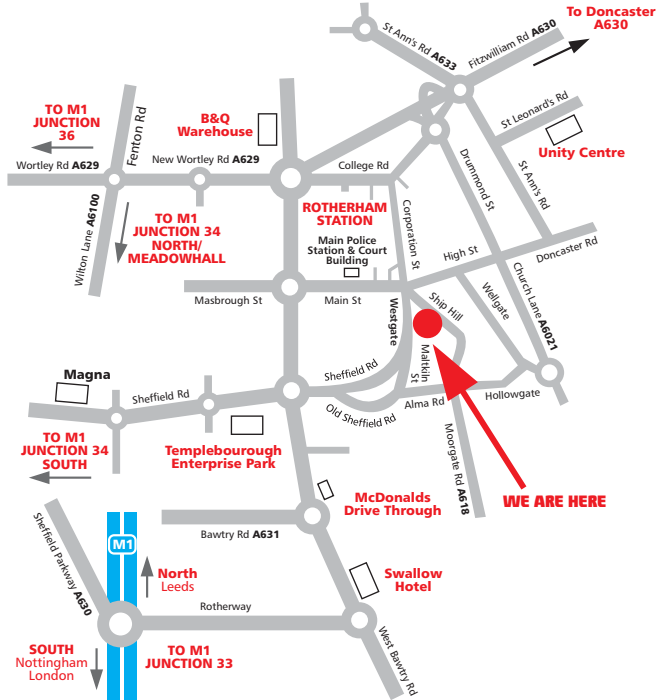 To Doncaster
A630
St Ann's Rd A633
Fitzwilliam Rd A630
TO M1
JUNCTION
36
Fenton Rd
B&Q
Warehouse
St Leonard's Rd
Unity Centre
Wortley Rd A629
New Wortley Rd A629
College Rd
Drummond St
St Ann's Rd
Wilton Lane A6100
TO M1
JUNCTION 34
NORTH/
MEADOWHALL
ROTHERHAM
STATION
Corporation St
Main Police
Station & Court
Building
High St
Doncaster Rd
Masbrough St
Main St
Westgate
Ship Hill
Wellgate
Church Lane A6021
Magna
Sheffield Rd
Sheffield Rd
Maltkiln
St
Old Sheffield Rd
Alma Rd
Hollowgate
TO M1
JUNCTION 34
SOUTH
Templebourough
Enterprise Park
Moorgate Rd A618
McDonalds
Drive Through
WE ARE HERE
Sheffield Parkway A630
M1
Bawtry Rd A631
North
Leeds
Swallow
Hotel
Rotherway
SOUTH
Nottingham
London
TO M1
JUNCTION 33
West Bawtry Rd